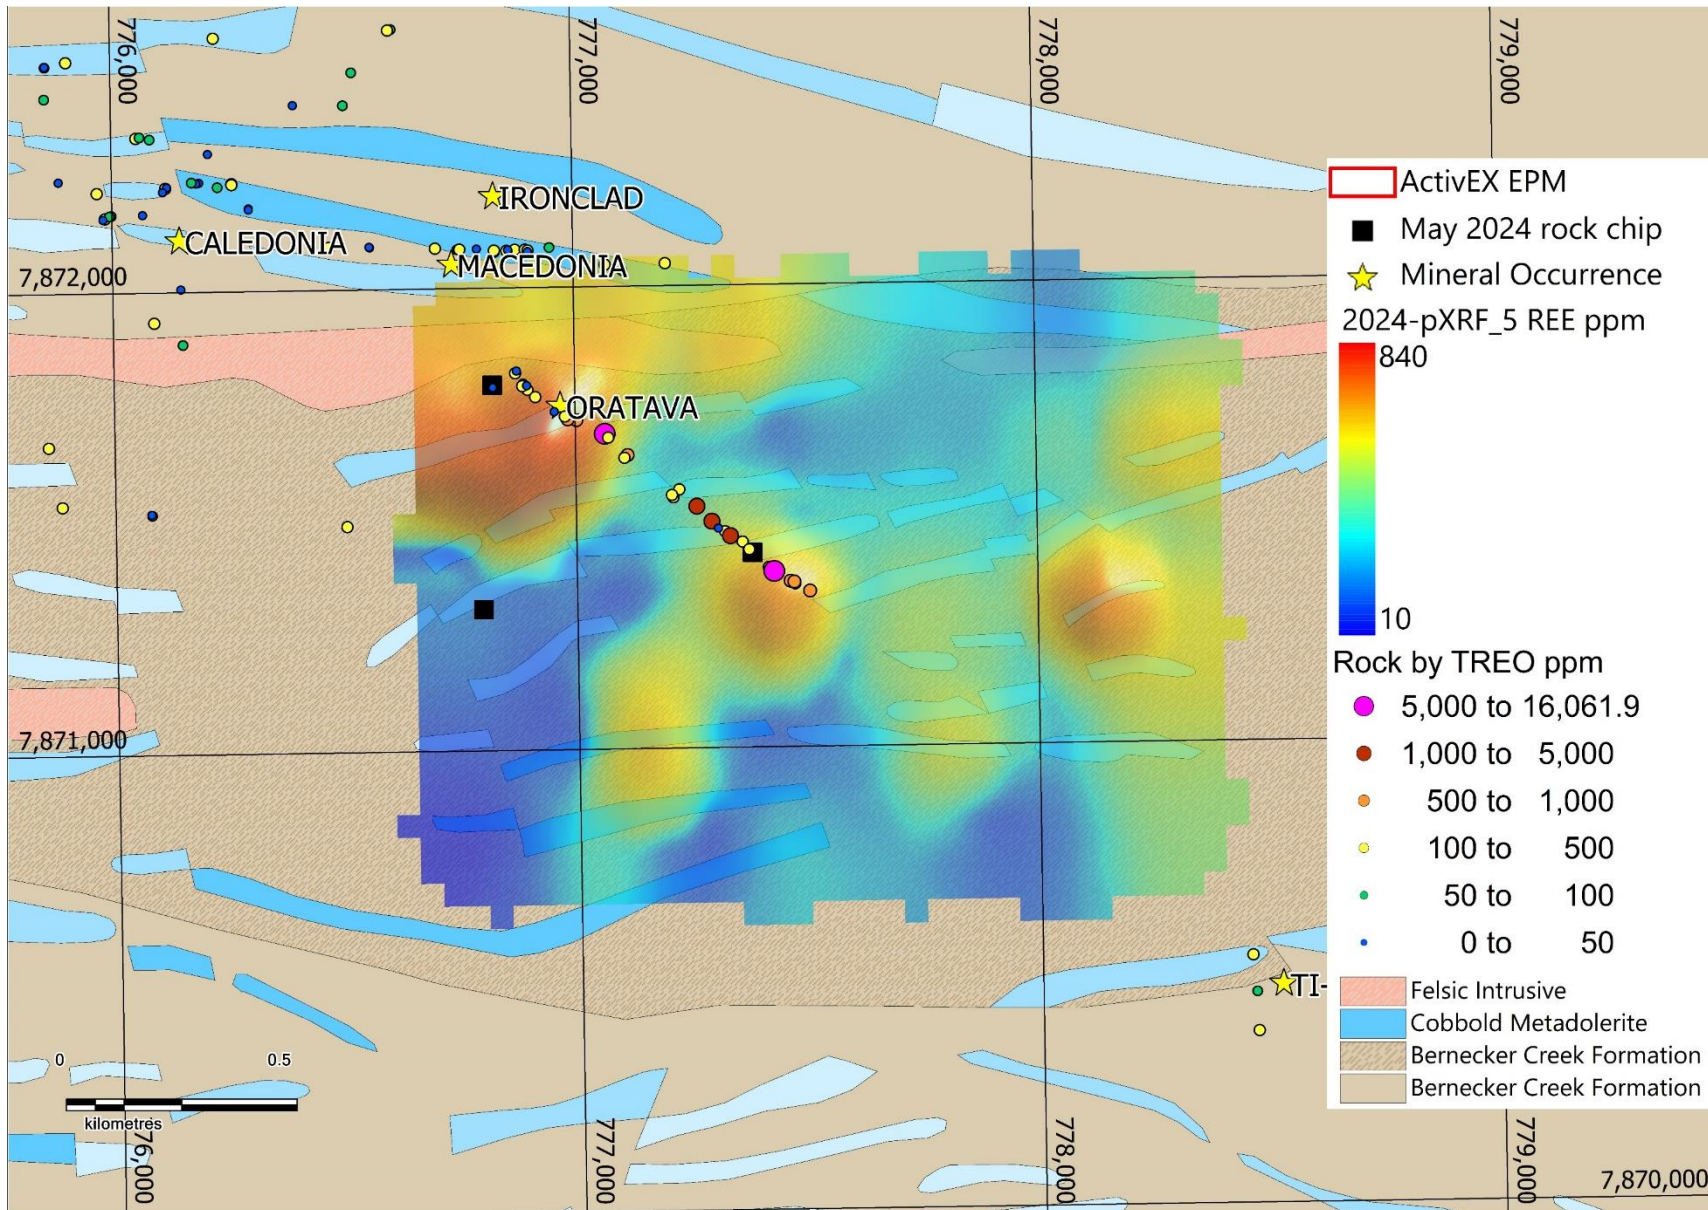 776,000
777,000
778,000
779,000
IRONCLAD
CALEDONIA
MACEDONIA
7,872,000
ORATAVA
7,871,000
TI-
0 0.5
kilometres
776,000
777,000
778,000
779,000
7,870,000
ActivEX EPM
May 2024 rock chip
Mineral Occurrence
2024-pXRF_5 REE ppm
840
10
Rock by TREO ppm
5,000 to 16,061.9
1,000 to 5,000
500 to 1,000
100 to 500
50 to 100
0 to 50
Felsic Intrusive
Cobbold Metadolerite
Bernecker Creek Formation
Bernecker Creek Formation